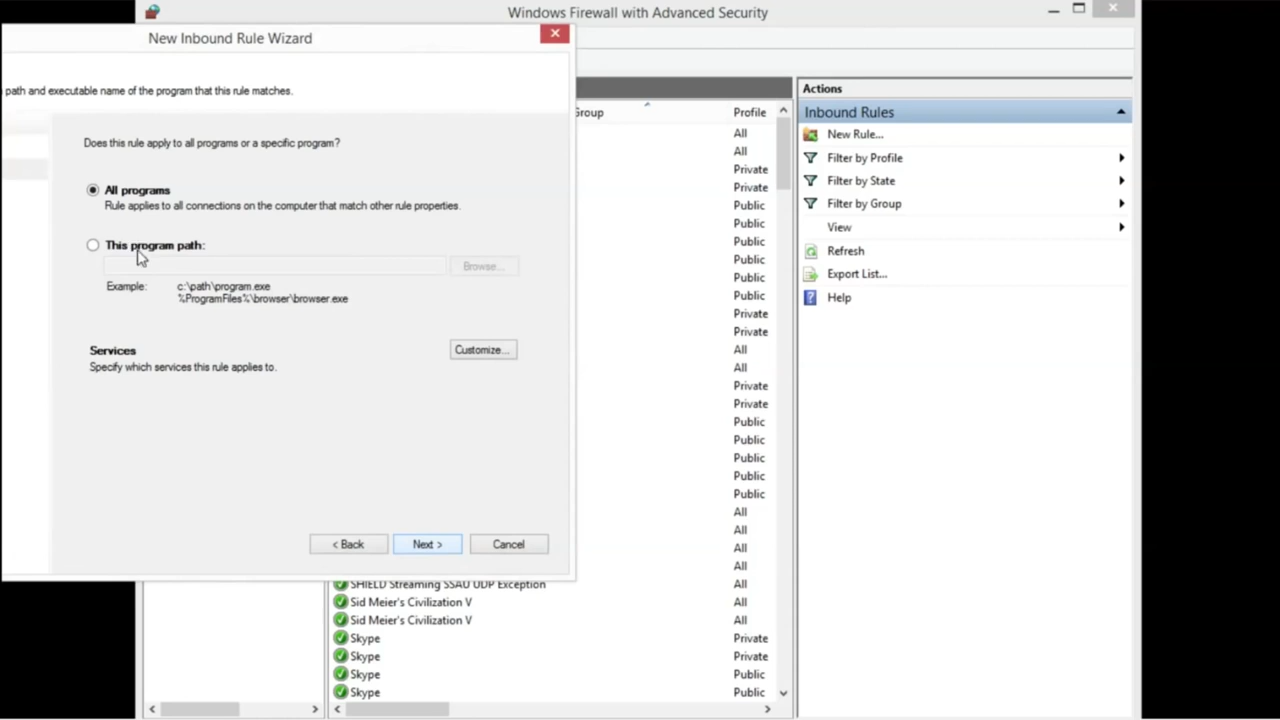 Windows Firewall with Advanced Security
New Inbound Rule Wizard
path and executable name of the program that this rule matches.
Does this rule apply to all programs or a specific program?
All programs
Rule applies to all connections on the computer that match other rule properties.
This program path:
Browse...
Example:
c:\path\program.exe
%ProgramFiles%\browser\browser.exe
Services
Specify which services this rule applies to.
Customize...
< Back
Next >
Cancel
Group
Profile
All
All
Private
Private
Public
Public
Public
Public
Public
Public
Private
Private
All
All
Private
Private
Public
Public
Public
Public
Public
All
All
All
All
SHIELD Streaming SSAU UDP Exception All
Sid Meier's Civilization V All
Sid Meier's Civilization V All
Skype Private
Skype Private
Skype Public
Skype Public
Actions
Inbound Rules
New Rule...
Filter by Profile
Filter by State
Filter by Group
View
Refresh
Export List...
Help